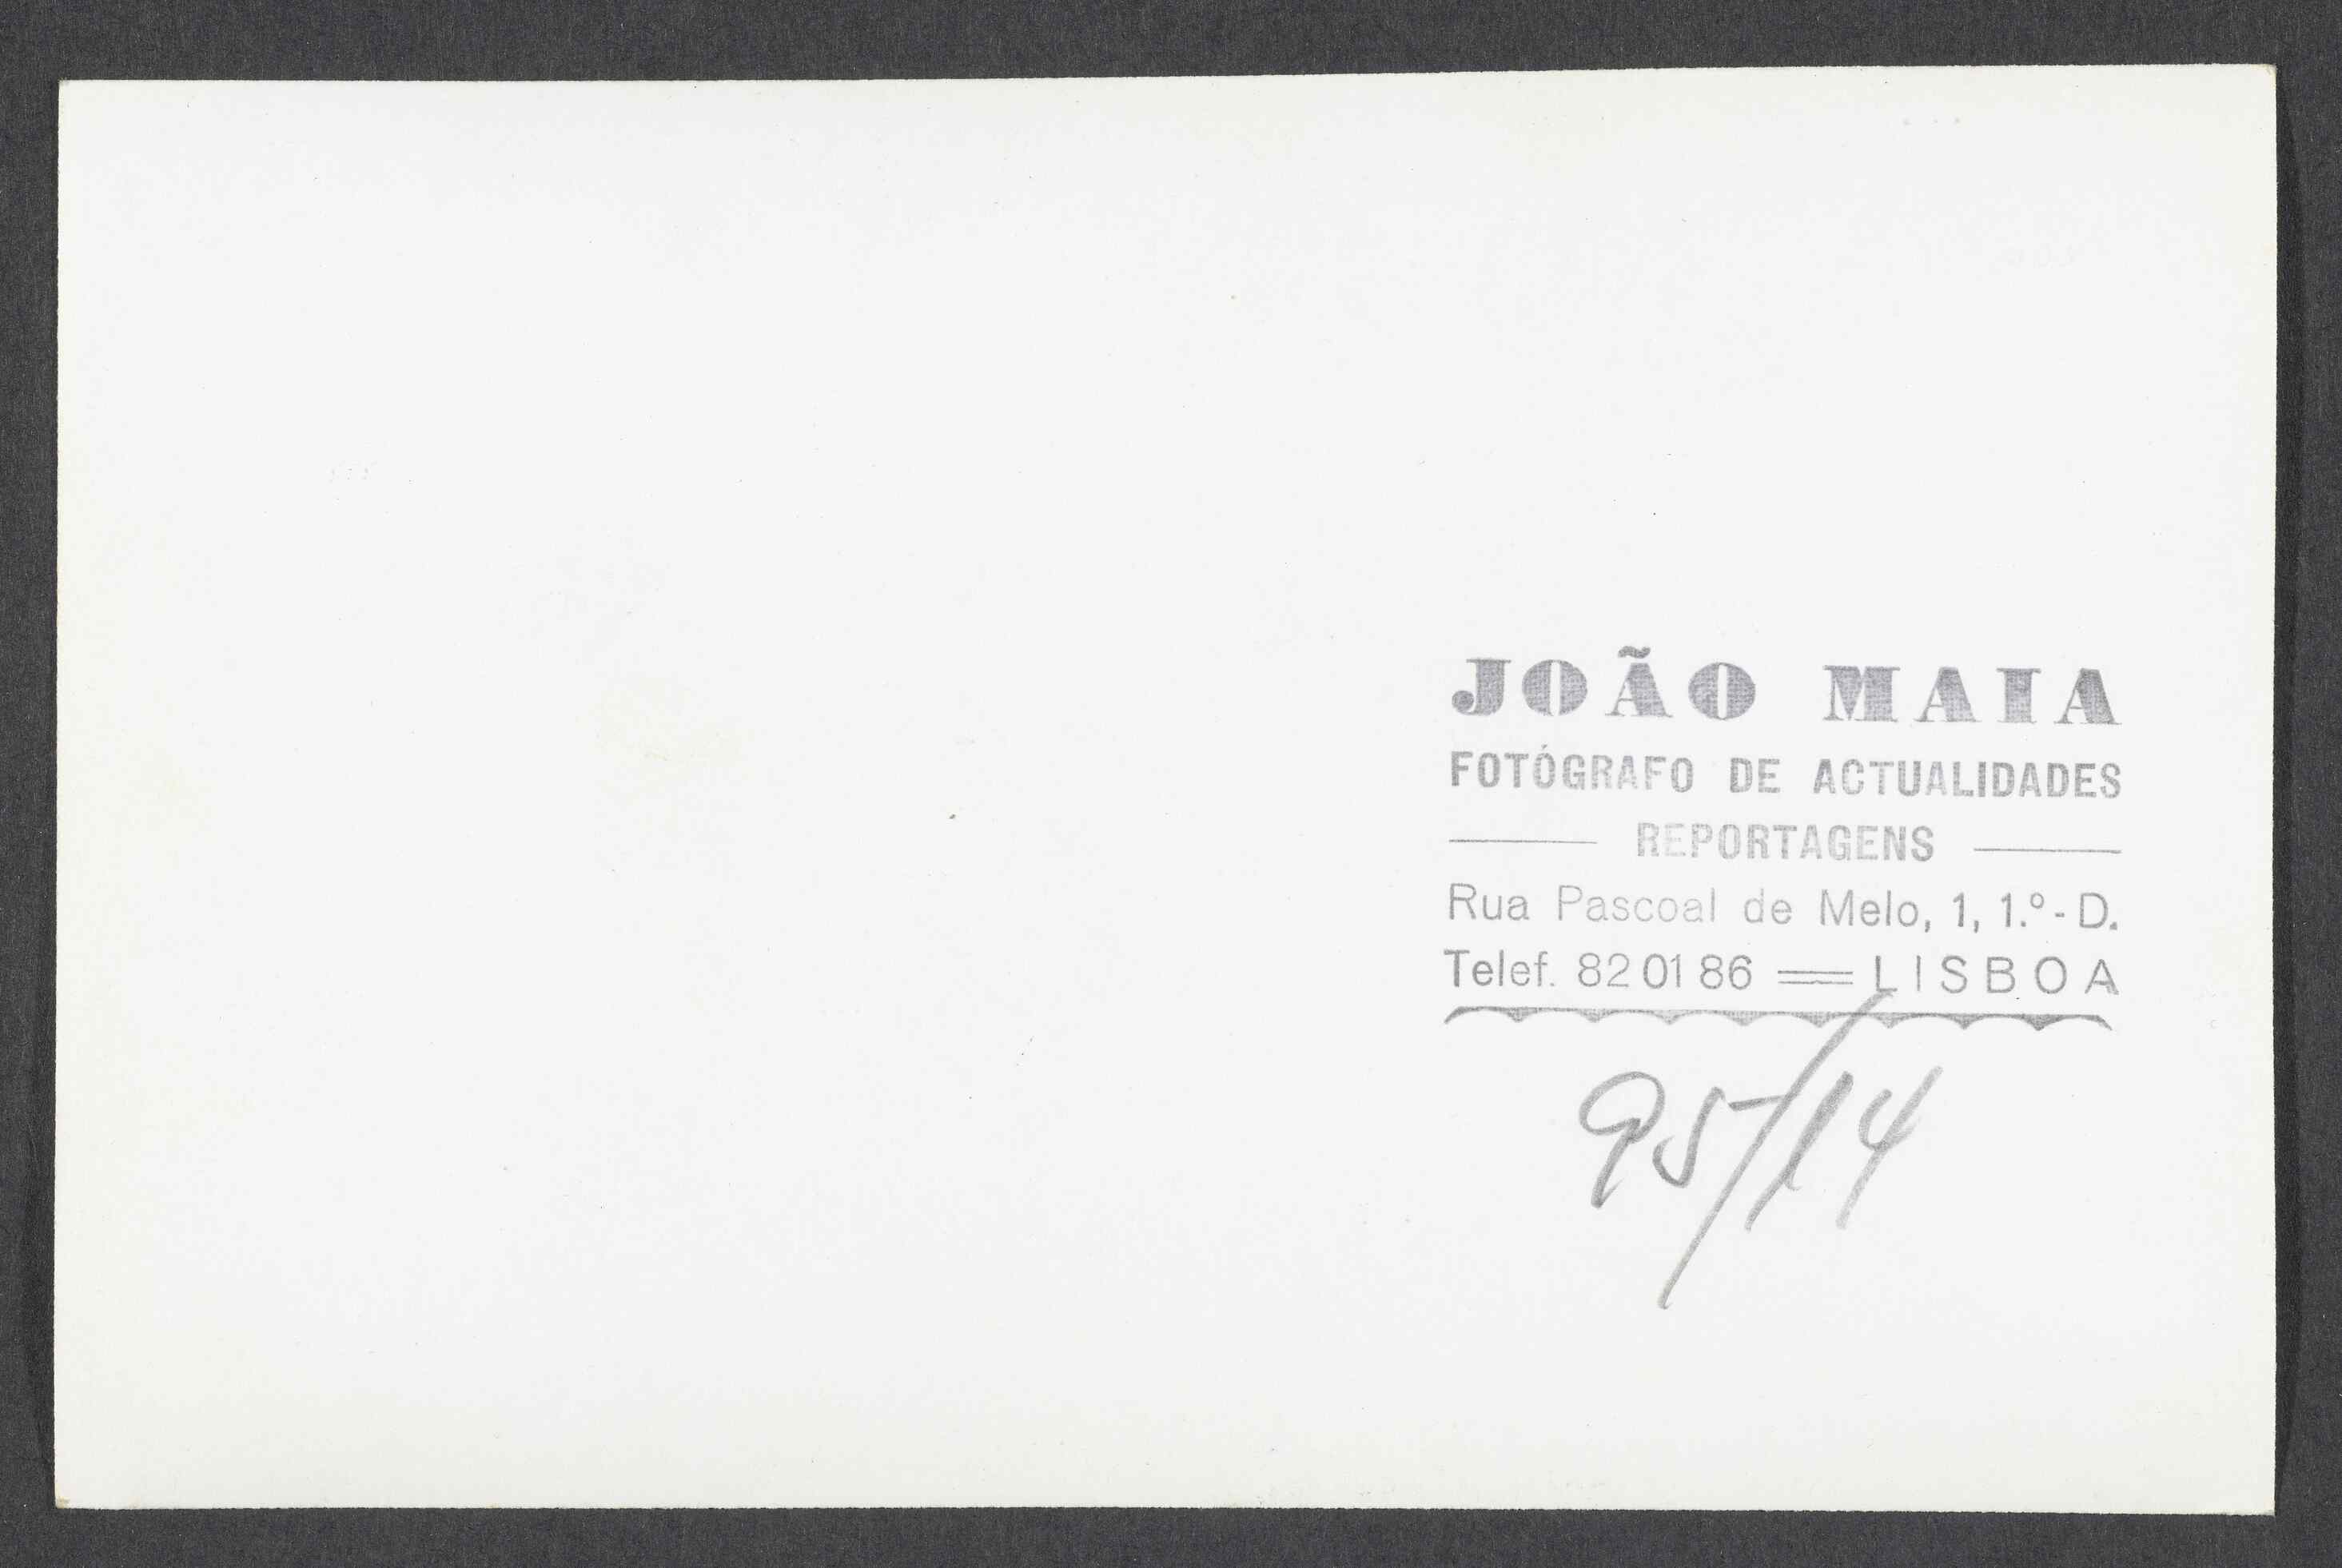 JOÃO MAIA
FOTÓGRAFO DE ACTUALIDADES
REPORTAGENS
Rua Pascoal de Melo, 1, 1.º-D.
Telef. 82 01 86 LISBOA
95/14